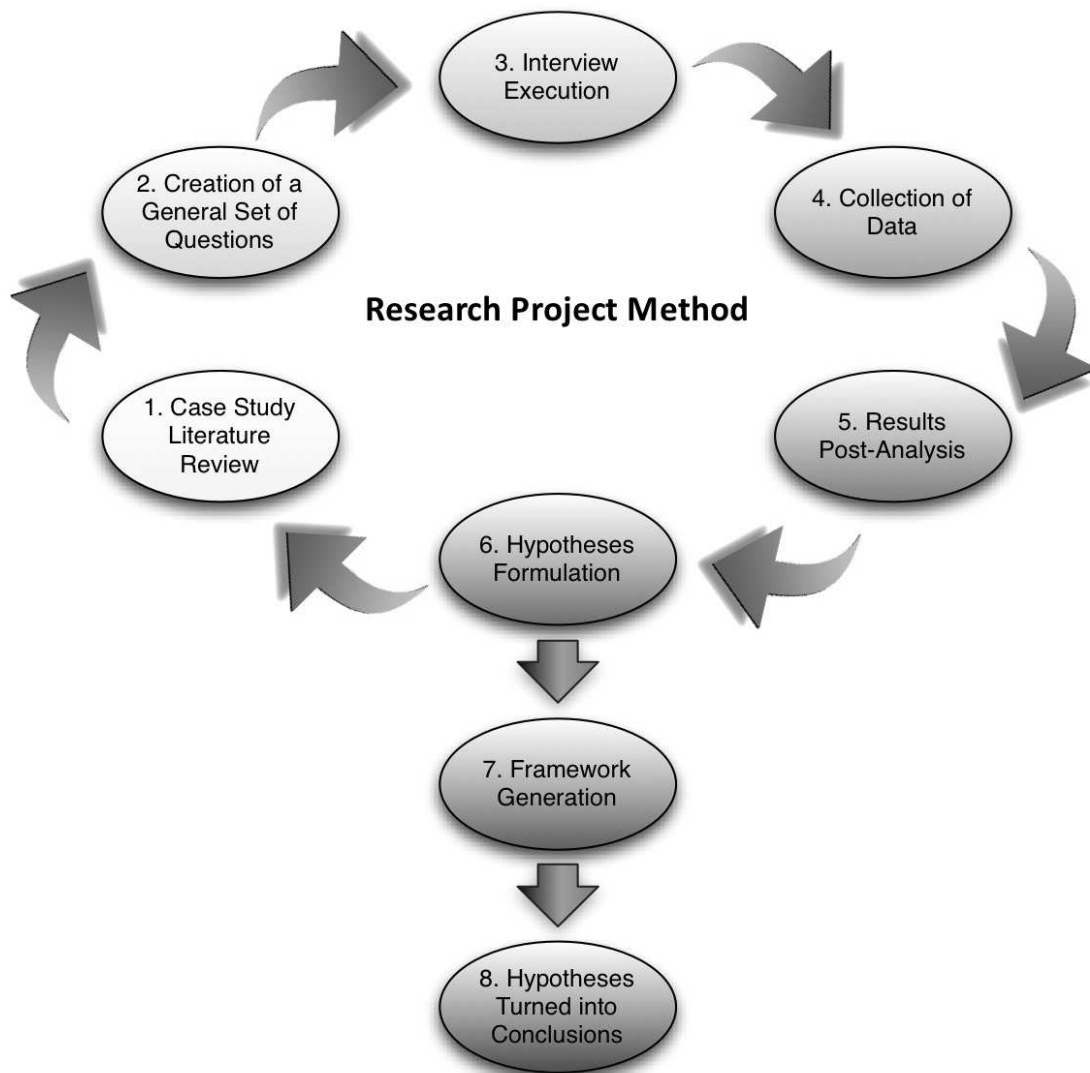 3. Interview
Execution
2. Creation of a
General Set of
Questions
4. Collection of
Data
Research Project Method
1. Case Study
Literature
Review
5. Results
Post-Analysis
6. Hypotheses
Formulation
7. Framework
Generation
8. Hypotheses
Turned into
Conclusions